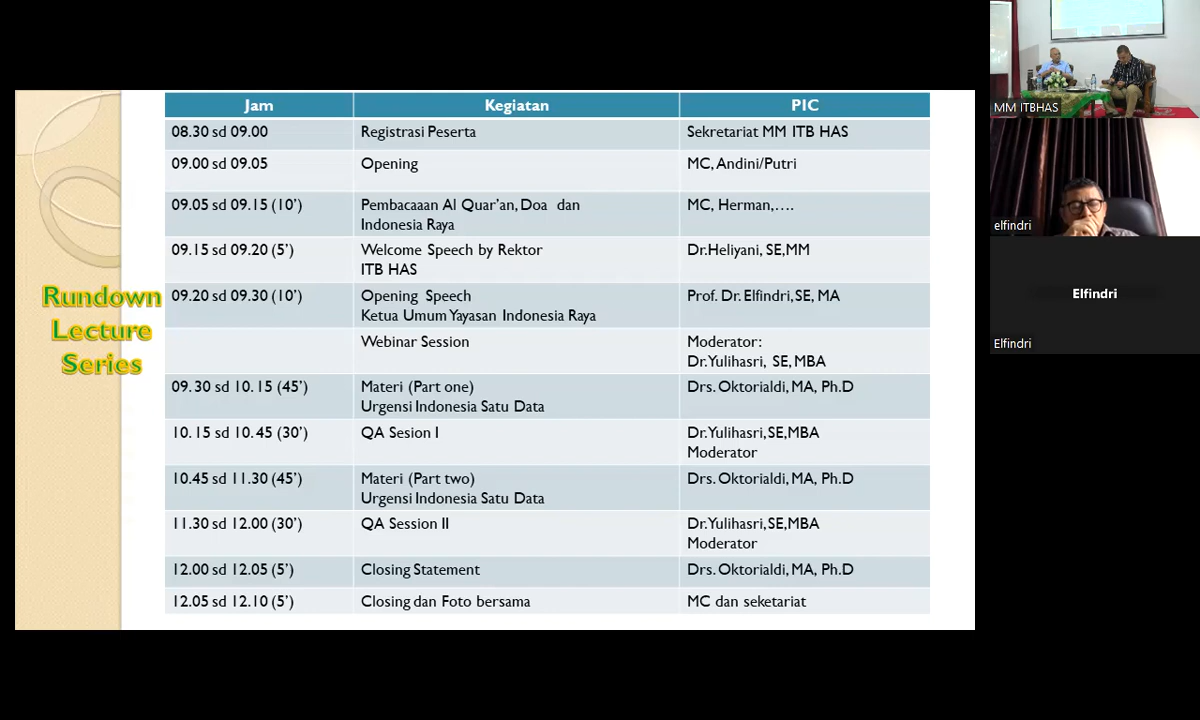 Rundown
Lecture
Series
Jam Kegiatan PIC
08.30 sd 09.00 Registrasi Peserta Sekretariat MM ITB HAS
09.00 sd 09.05 Opening MC, Andini/Putri
09.05 sd 09.15 (10') Pembacaaan Al Quar'an, Doa dan MC, Herman,....
Indonesia Raya
09.15 sd 09.20 (5') Welcome Speech by Rektor Dr.Heliyani, SE,MM
ITB HAS
09.20 sd 09.30 (10') Opening Speech Prof. Dr. Elfindri, SE, MA
Ketua Umum Yayasan Indonesia Raya
Webinar Session Moderator:
Dr.Yulihasri, SE,MBA
09. 30 sd 10. 15 (45') Materi (Part one) Drs. Oktorialdi, MA, Ph.D
Urgensi Indonesia Satu Data
10. 15 sd 10. 45 (30') QA Sesion I Dr.Yulihasri,SE,MBA
Moderator
10.45 sd 11.30 (45') Materi (Part two) Drs. Oktorialdi, MA, Ph.D
Urgensi Indonesia Satu Data
11.30 sd 12.00 (30') QA Session II Dr.Yulihasri,SE,MBA
Moderator
12.00 sd 12.05 (5') Closing Statement Drs. Oktorialdi, MA, Ph.D
12.05 sd 12.10 (5') Closing dan Foto bersama MC dan seketariat
MM ITBHAS
elfindri
Elfindri
Elfindri